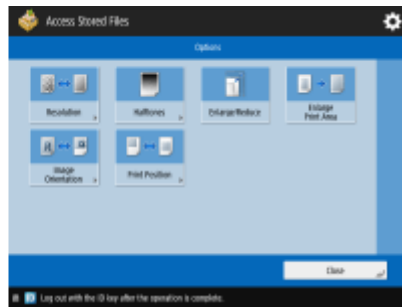 Access Stored Files
Options
Resolution
Halftones
Enlarge/Reduce
Enlarge
Print Area
Image
Orientation
Print Position
Close
Log out with the ID key after the operation is complete.